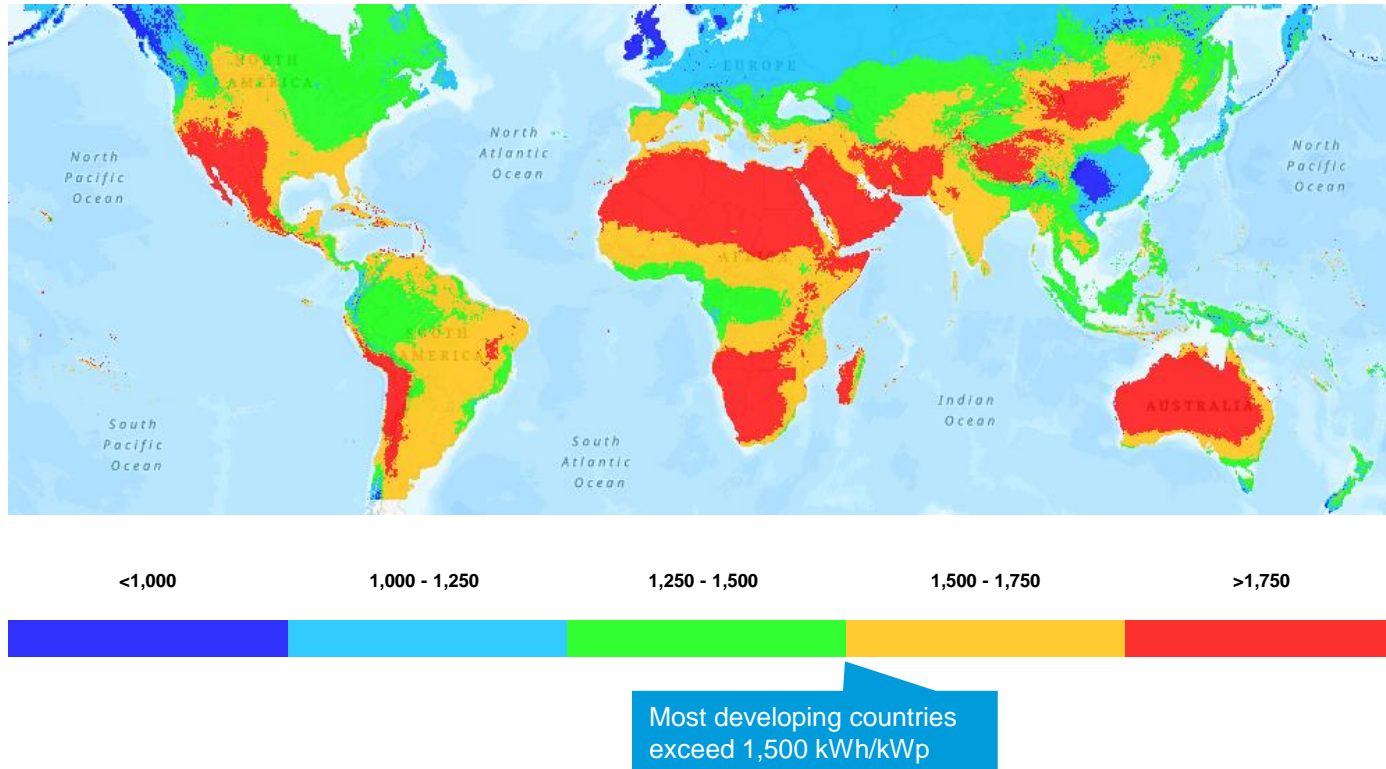 NORTH
AMERICA
EUROPE
North
Atlantic
Ocean
North
Pacific
Ocean
North
Pacific
Ocean
AFRICA
SOUTH
AMERICA
Indian
Ocean
AUSTRALIA
South
Pacific
Ocean
South
Atlantic
Ocean
<1,000
1,000 - 1,250
1,250 - 1,500
1,500 - 1,750
>1,750
Most developing countries
exceed 1,500 kWh/kWp